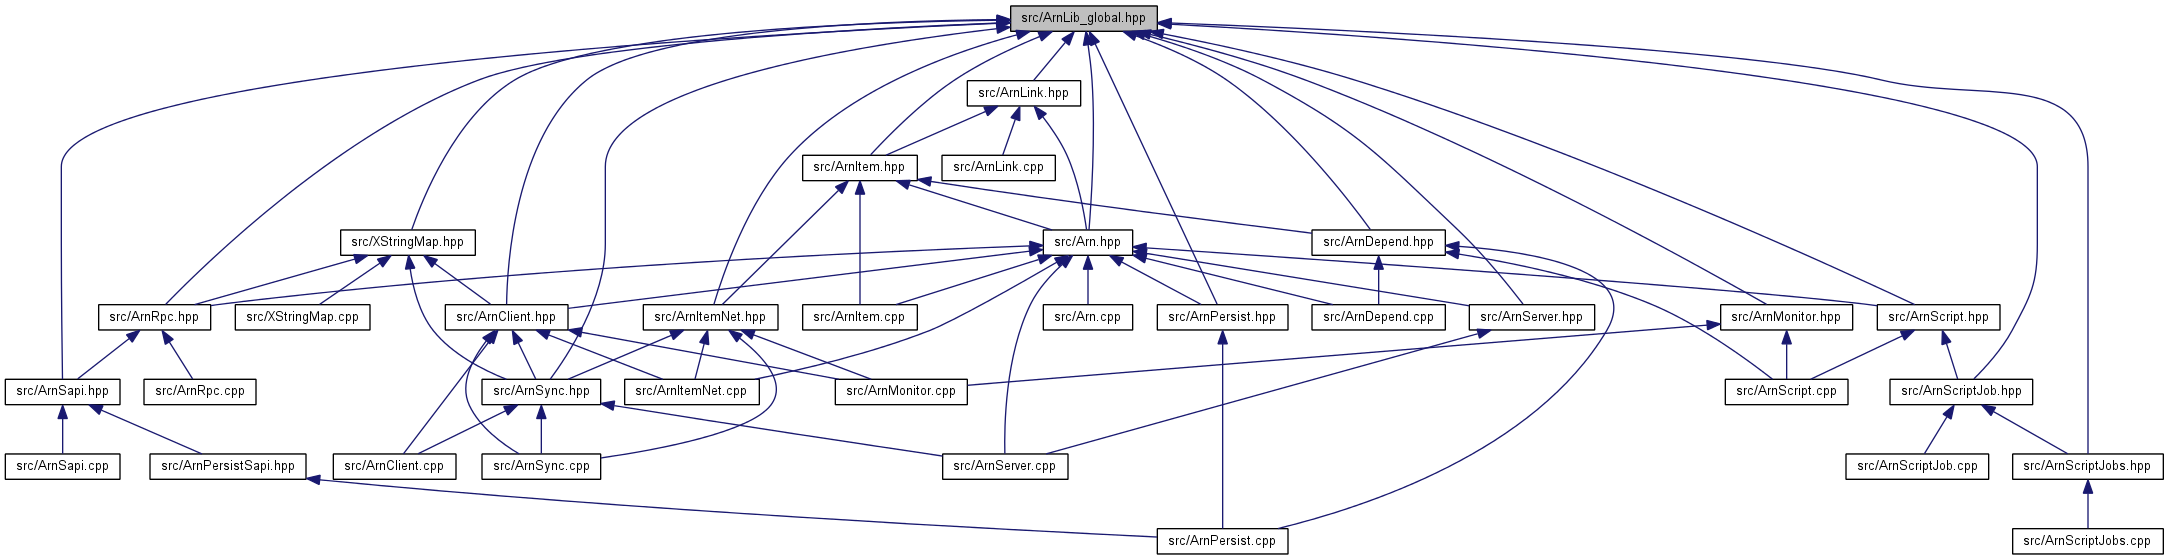 src/ArnLib_global.hpp
src/ArnLink.hpp
src/ArnItem.hpp
src/ArnLink.cpp
src/XStringMap.hpp
src/Arn.hpp
src/ArnDepend.hpp
src/ArnRpc.hpp
src/XStringMap.cpp
src/ArnClient.hpp
src/ArnItemNet.hpp
src/ArnItem.cpp
src/Arn.cpp
src/ArnPersist.hpp
src/ArnDepend.cpp
src/ArnServer.hpp
src/ArnMonitor.hpp
src/ArnScript.hpp
src/ArnSapi.hpp
src/ArnRpc.cpp
src/ArnSync.hpp
src/ArnItemNet.cpp
src/ArnMonitor.cpp
src/ArnScript.cpp
src/ArnScriptJob.hpp
src/ArnSapi.cpp
src/ArnPersistSapi.hpp
src/ArnClient.cpp
src/ArnSync.cpp
src/ArnServer.cpp
src/ArnScriptJob.cpp
src/ArnScriptJobs.hpp
src/ArnPersist.cpp
src/ArnScriptJobs.cpp